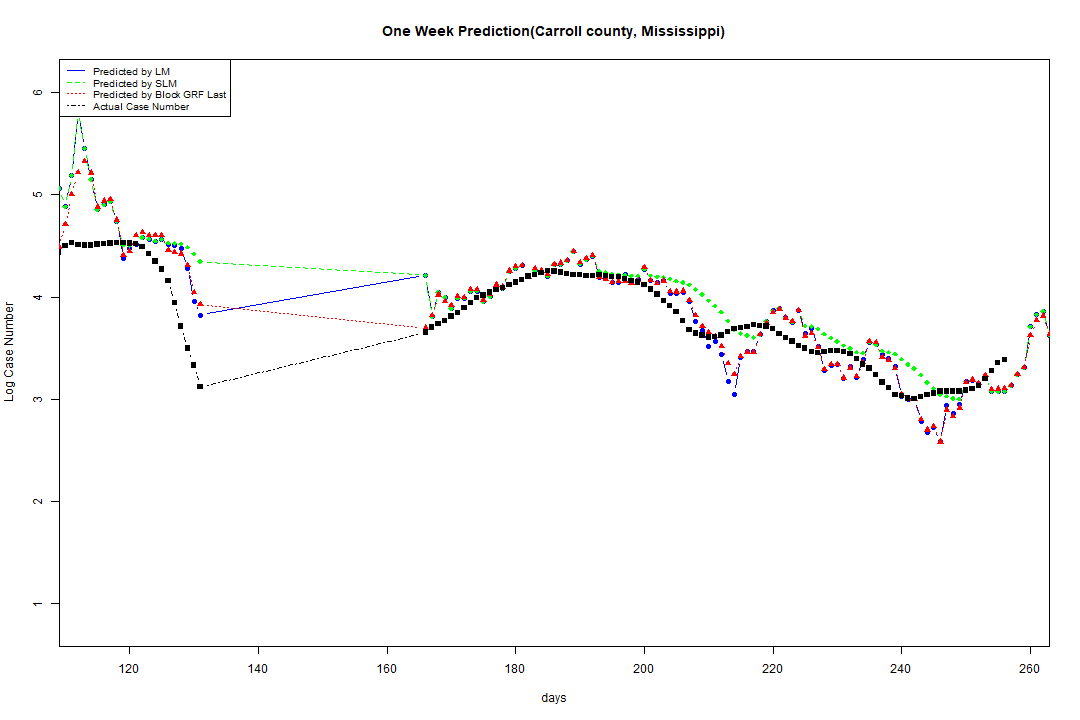 One Week Prediction(Carroll county, Mississippi)
Predicted by LM
Predicted by SLM
Predicted by Block GRF Last
Actual Case Number
6
5
4
3
2
1
Log Case Number
120 140 160 180 200 220 240 260
days